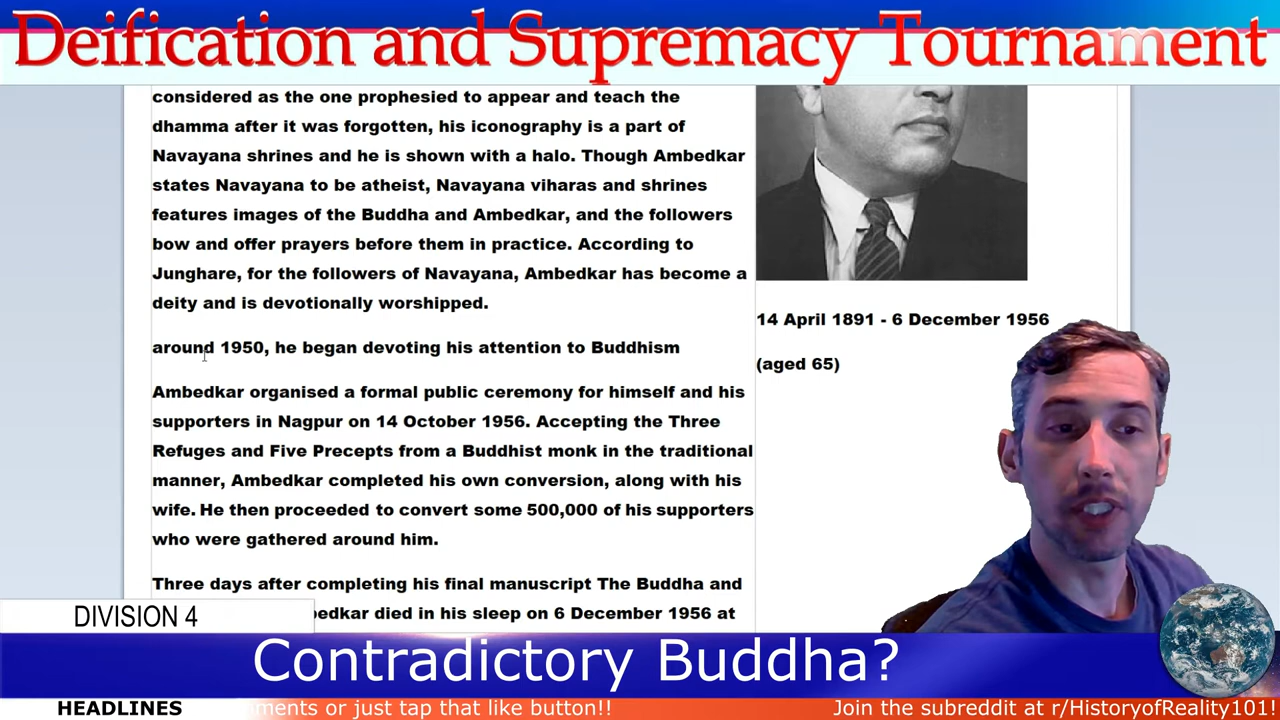 Deification and Supremacy Tournament
considered as the one prophesied to appear and teach the
dhamma after it was forgotten, his iconography is a part of
Navayana shrines and he is shown with a halo. Though Ambedkar
states Navayana to be atheist, Navayana viharas and shrines
features images of the Buddha and Ambedkar, and the followers
bow and offer prayers before them in practice. According to
Junghare, for the followers of Navayana, Ambedkar has become a
deity and is devotionally worshipped.
around 1950, he began devoting his attention to Buddhism
Ambedkar organised a formal public ceremony for himself and his
supporters in Nagpur on 14 October 1956. Accepting the Three
Refuges and Five Precepts from a Buddhist monk in the traditional
manner, Ambedkar completed his own conversion, along with his
wife. He then proceeded to convert some 500,000 of his supporters
who were gathered around him.
Three days after completing his final manuscript The Buddha and
bedkar died in his sleep on 6 December 1956 at
14 April 1891 - 6 December 1956
(aged 65)
DIVISION 4
Contradictory Buddha?
HEADLINES
ments or just tap that like button!! Join the subreddit at r/HistoryofReality101!